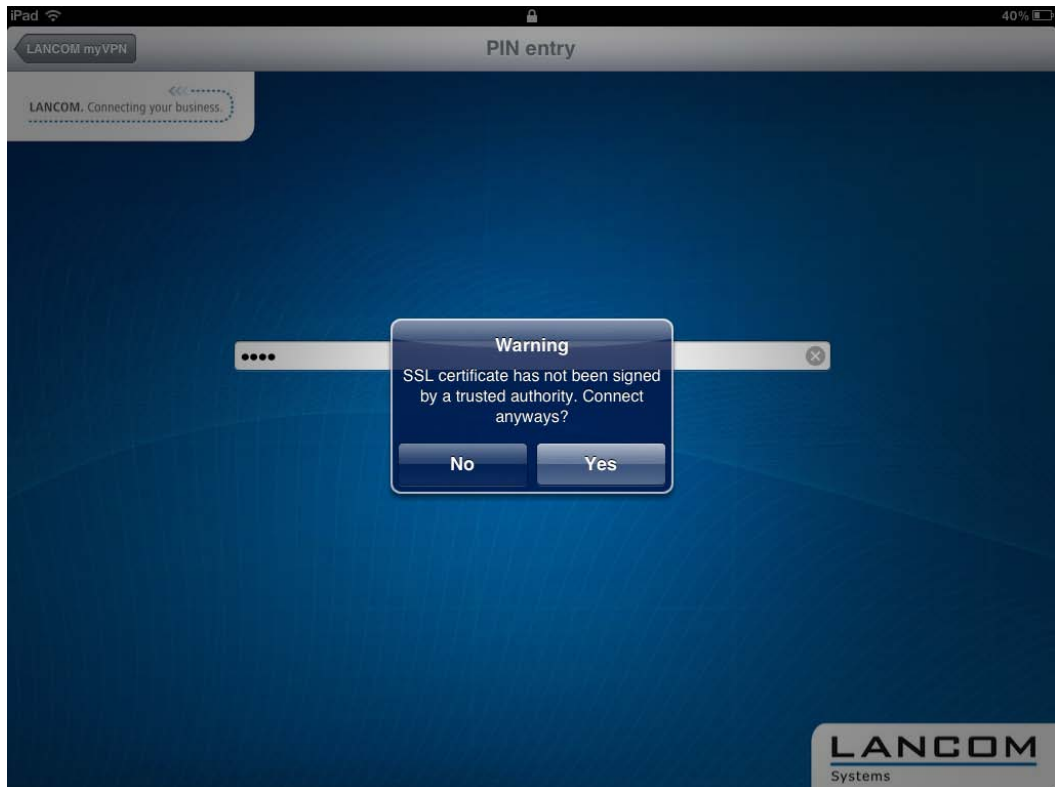 iPad 40%
LANCOM myVPN PIN entry
LANCOM. Connecting your business.
••••
Warning
SSL certificate has not been signed
by a trusted authority. Connect
anyways?
No Yes
LANCOM
Systems